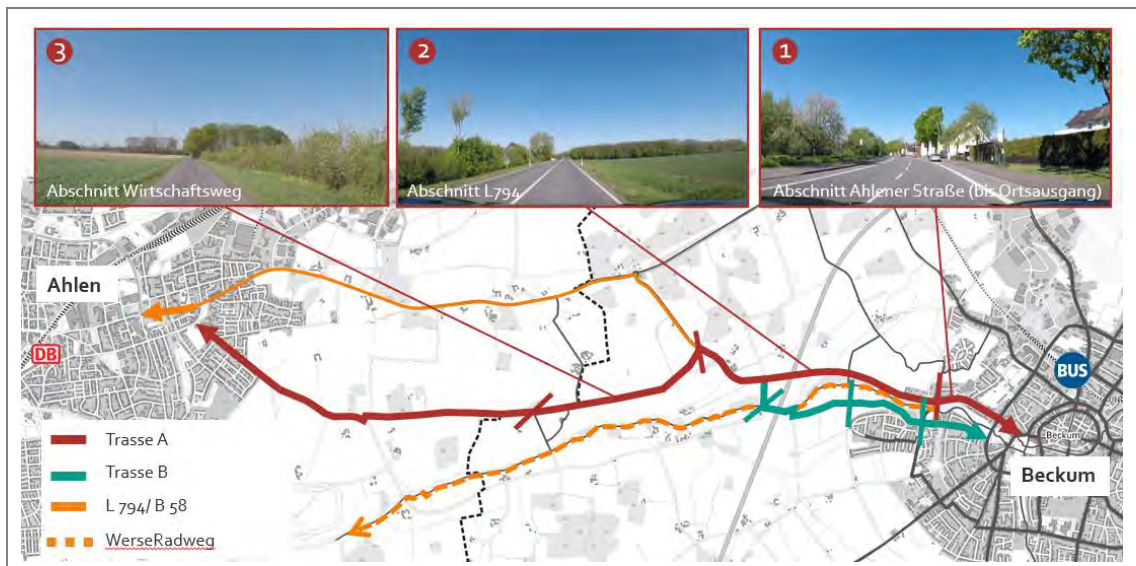 3
2
1
Abschnitt Wirtschaftsweg
Abschnitt L794
Abschnitt Ahlener Straße (bis Ortsausgang)
Ahlen
DB
BUS
Beckum
Beckum
Trasse A
Trasse B
L 794/ B 58
WerseRadweg